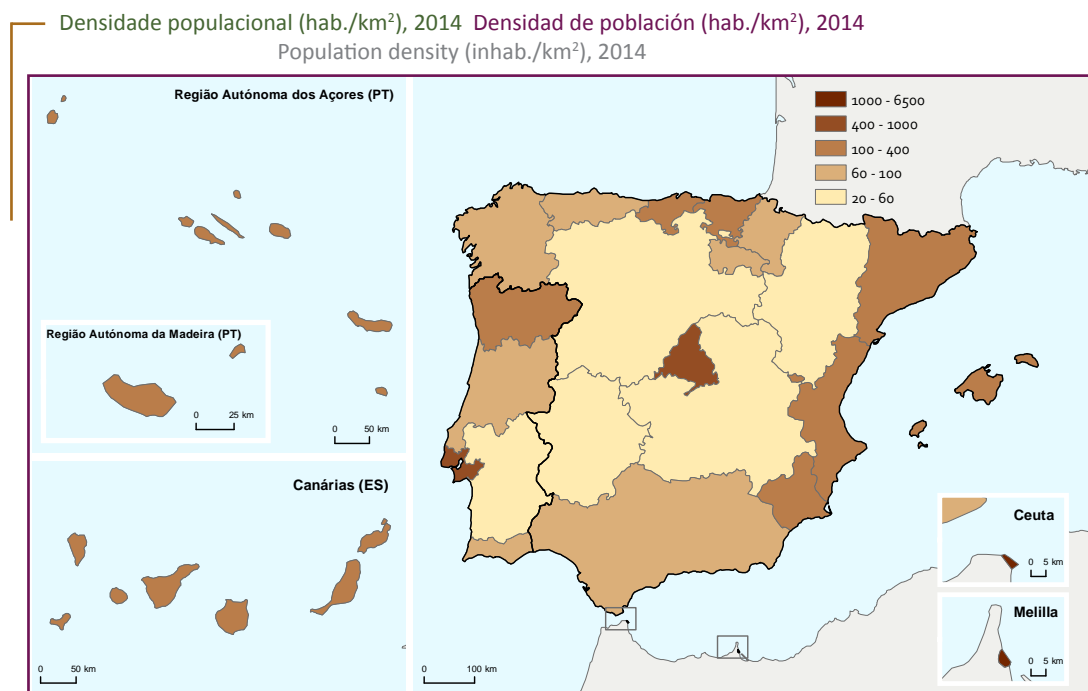 Densidade populacional (hab./km²), 2014 Densidad de población (hab./km²), 2014
Population density (inhab./km²), 2014
Região Autónoma dos Açores (PT)
1000 - 6500
400 - 1000
100 - 400
60 - 100
20 - 60
Região Autónoma da Madeira (PT)
0 25 km
0 50 km
Canárias (ES)
0 50 km
0 100 km
Ceuta
0 5 km
Melilla
0 5 km